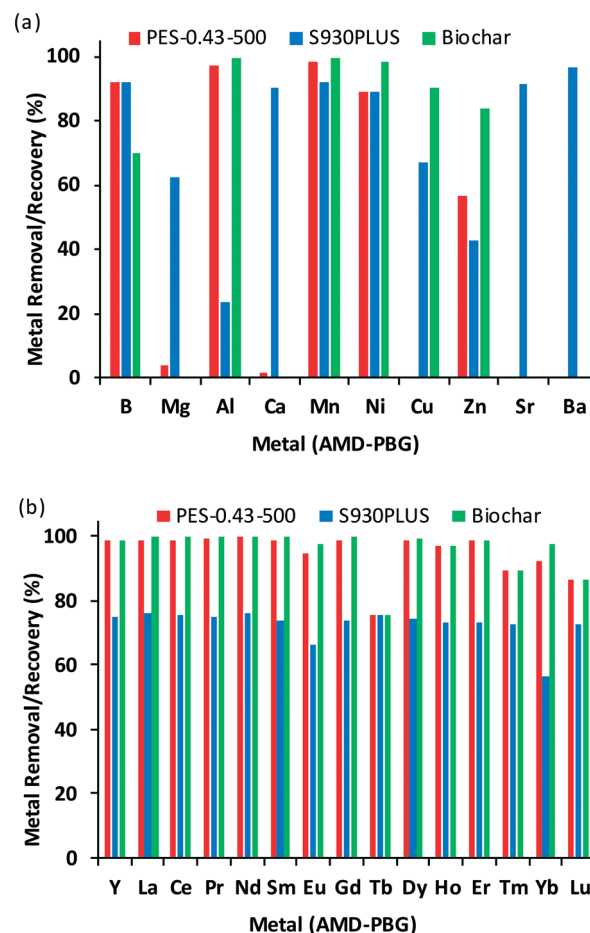 (a)
PES-0.43-500 S930PLUS Biochar
Metal Removal/Recovery (%)
100
80
60
40
20
0
B Mg Al Ca Mn Ni Cu Zn Sr Ba
Metal (AMD-PBG)
(b)
PES-0.43-500 S930PLUS Biochar
Metal Removal/Recovery (%)
100
80
60
40
20
0
Y La Ce Pr Nd Sm Eu Gd Tb Dy Ho Er Tm Yb Lu
Metal (AMD-PBG)